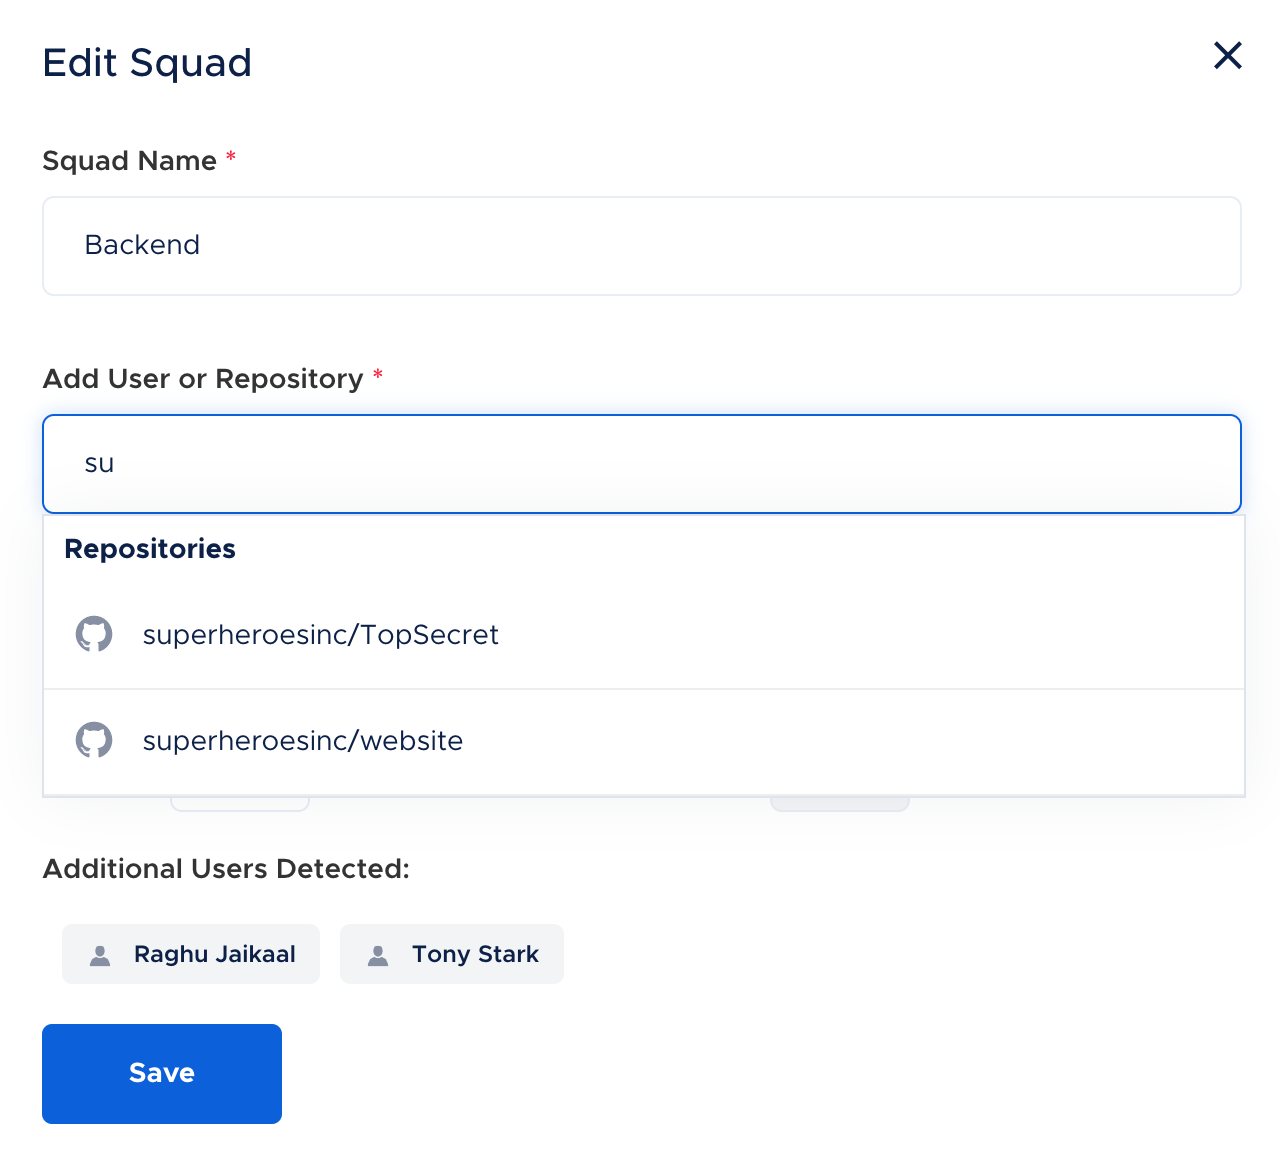 Edit Squad
Squad Name *
Backend
Add User or Repository *
su
Repositories
superheroesinc/TopSecret
superheroesinc/website
Additional Users Detected:
Raghu Jaikaal Tony Stark
Save